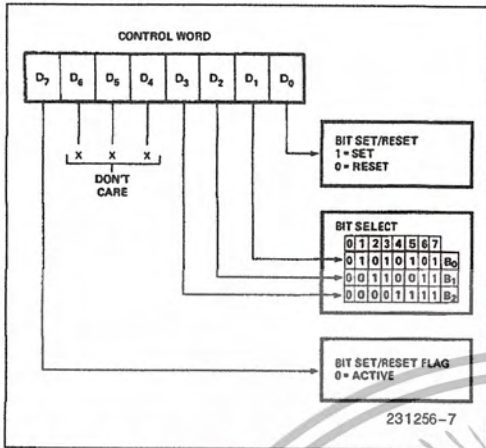 CONTROL WORD
D7 D6 D5 D4 D3 D2 D1 D0
X X X
DON'T
CARE
BIT SET/RESET
1 = SET
0 = RESET
BIT SELECT
0 1 2 3 4 5 6 7
0 1 0 1 0 1 0 1 B0
0 0 1 1 0 0 1 1 B1
0 0 0 0 1 1 1 1 B2
BIT SET/RESET FLAG
0 = ACTIVE
231256-7